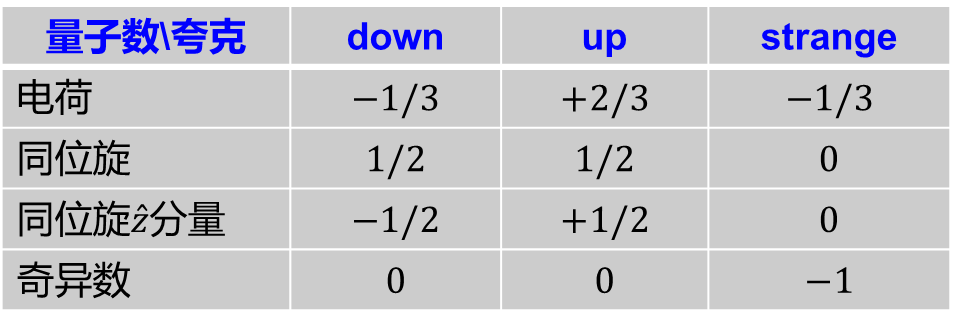 量子数\夸克 down up strange
电荷 −1/3 +2/3 −1/3
同位旋 1/2 1/2 0
同位旋ẑ分量 −1/2 +1/2 0
奇异数 0 0 −1